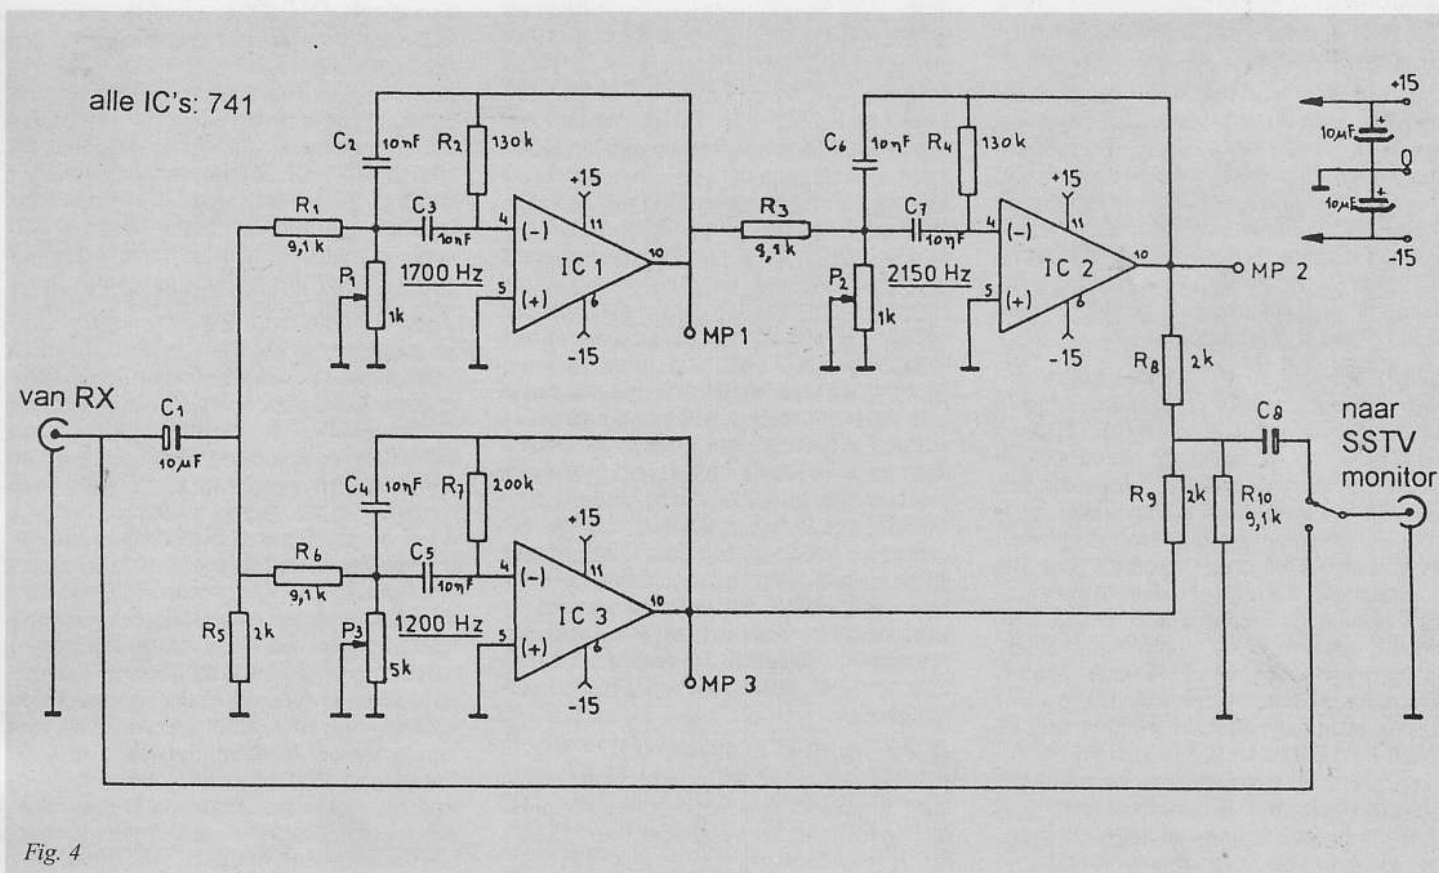 alle IC's: 741
+15
10µF
+
0
10µF
+
-15
C2
10nF
R2
130k
R1
9,1k
C3
10nF
4
(-)
+15
11
IC 1
10
P1
1k
1700 Hz
5
(+)
6
-15
MP1
C6
10nF
R4
130k
R3
9,1k
C7
10nF
4
(-)
+15
11
IC 2
10
P2
1k
2150 Hz
5
(+)
6
-15
MP 2
R8
2k
van RX
C1
10µF
C4
10nF
R7
200k
R6
9,1k
C5
10nF
4
(-)
+15
11
IC 3
10
R5
2k
P3
5k
1200 Hz
5
(+)
6
-15
MP3
R9
2k
R10
9,1k
C8
naar
SSTV
monitor
Fig. 4